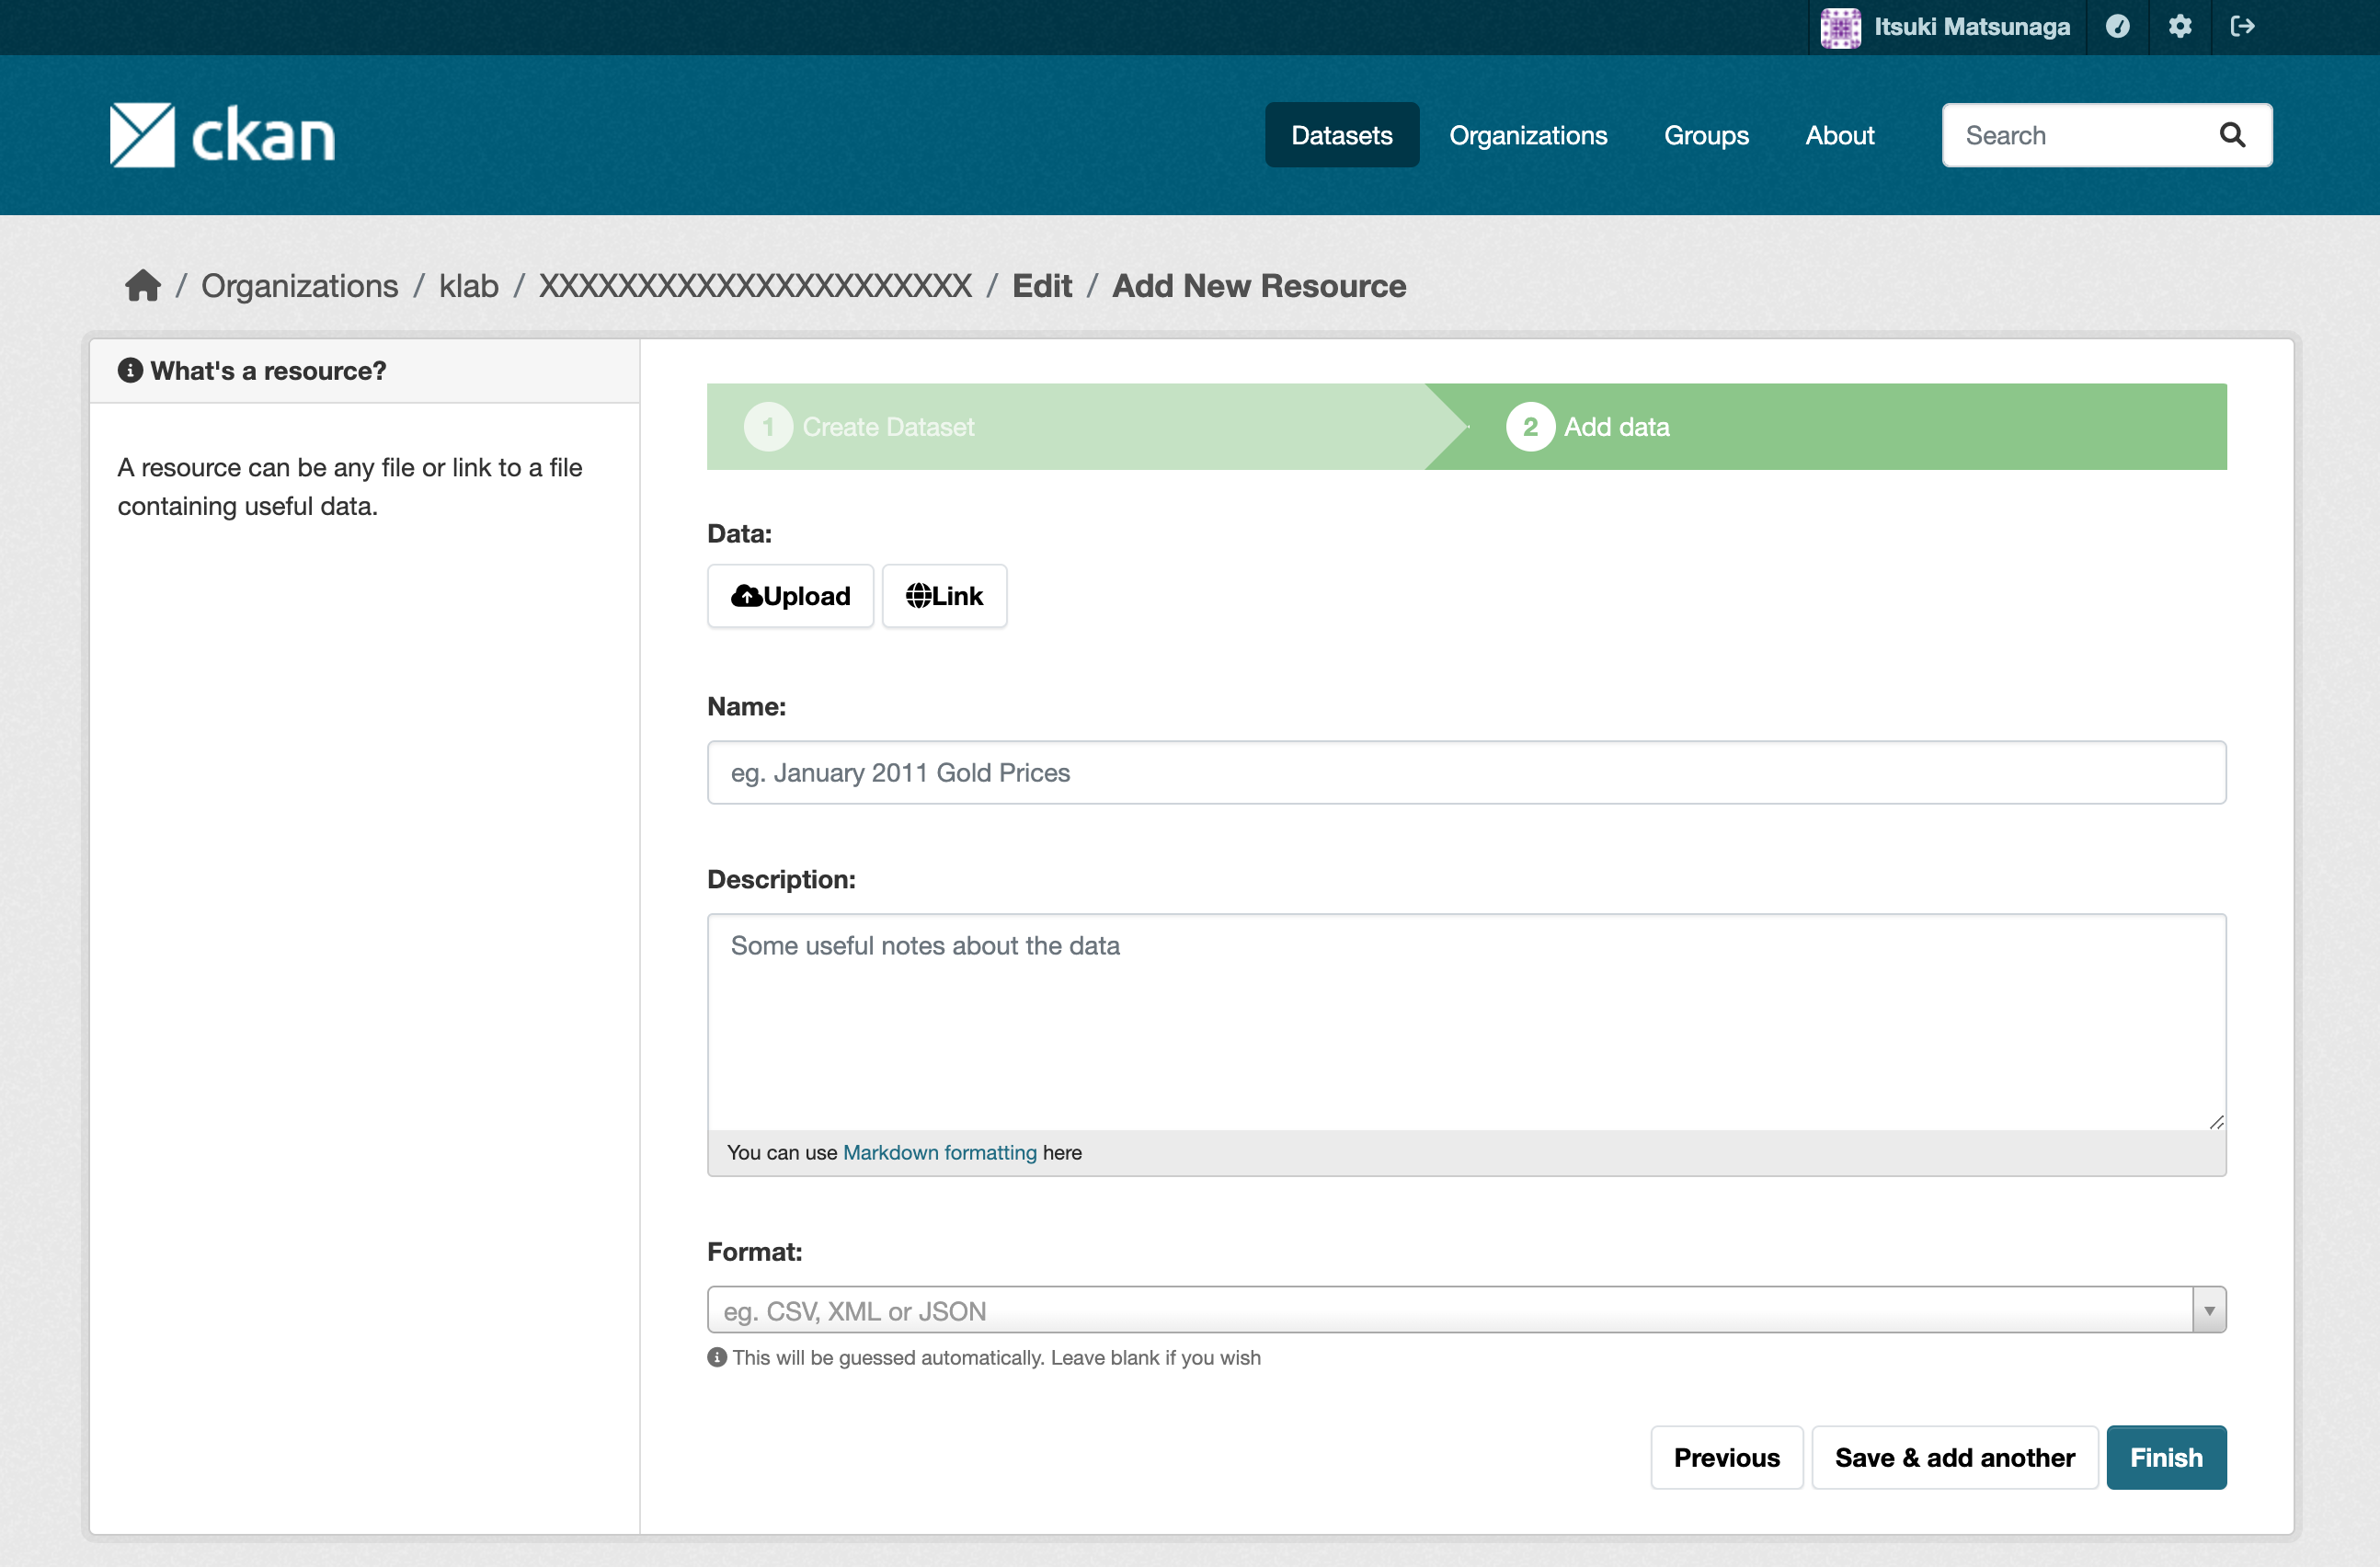 Itsuki Matsunaga
ckan
Datasets Organizations Groups About Search
/ Organizations / klab / XXXXXXXXXXXXXXXXXXXXXX / Edit / Add New Resource
What's a resource?
A resource can be any file or link to a file
containing useful data.
1 Create Dataset 2 Add data
Data:
Upload Link
Name:
eg. January 2011 Gold Prices
Description:
Some useful notes about the data
You can use Markdown formatting here
Format:
eg. CSV, XML or JSON
This will be guessed automatically. Leave blank if you wish
Previous Save & add another Finish